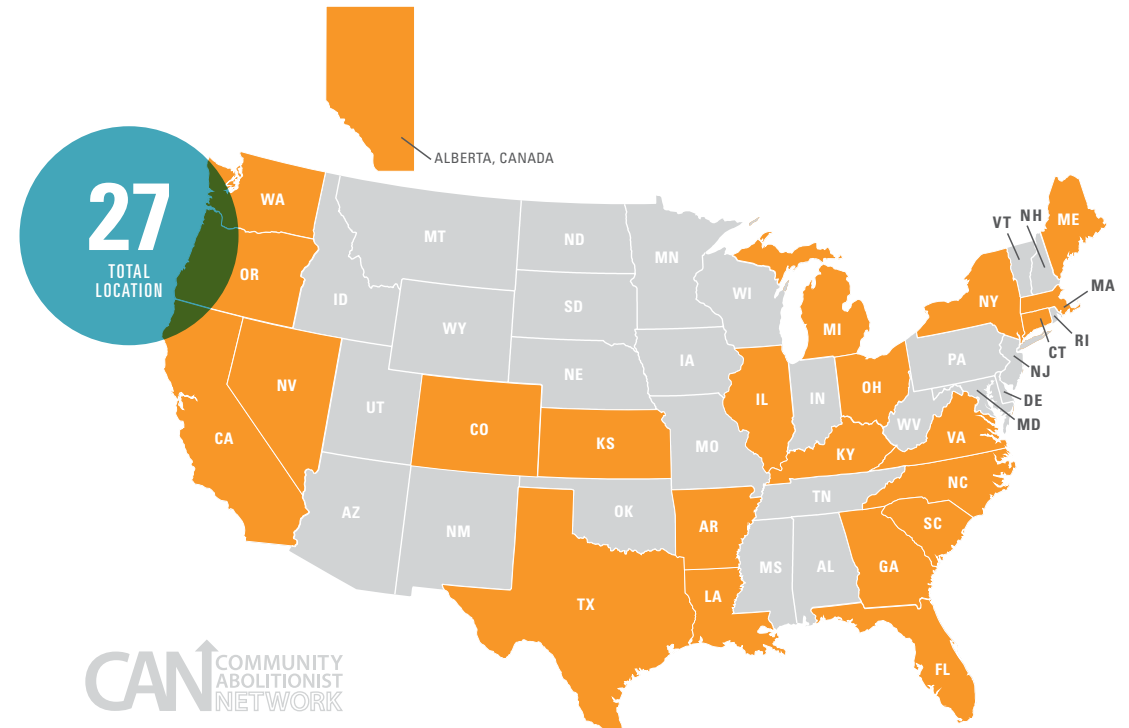 ALBERTA, CANADA
27
TOTAL
LOCATION
WA
OR
CA
NV
ID
MT
WY
UT
AZ
CO
NM
ND
SD
NE
KS
OK
TX
MN
IA
MO
AR
LA
WI
IL
MI
IN
OH
KY
TN
MS
AL
GA
FL
SC
NC
VA
WV
PA
NY
VT
NH
ME
MA
RI
CT
NJ
DE
MD
CAN
COMMUNITY
ABOLITIONIST
NETWORK